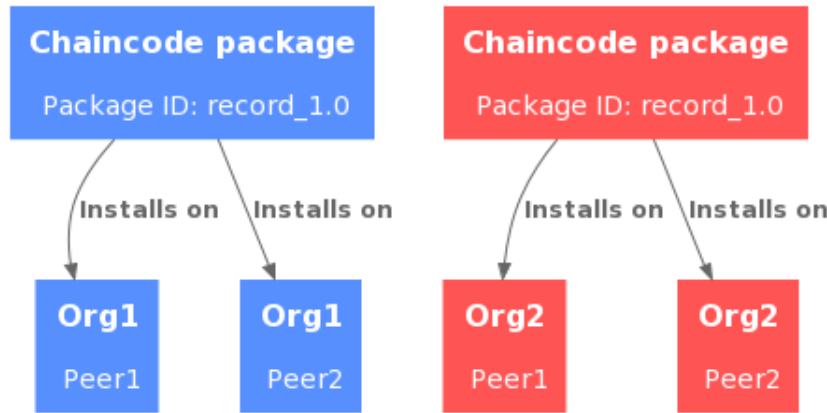 Chaincode package
Package ID: record_1.0
Chaincode package
Package ID: record_1.0
Installs on
Installs on
Installs on
Installs on
Org1
Peer1
Org1
Peer2
Org2
Peer1
Org2
Peer2